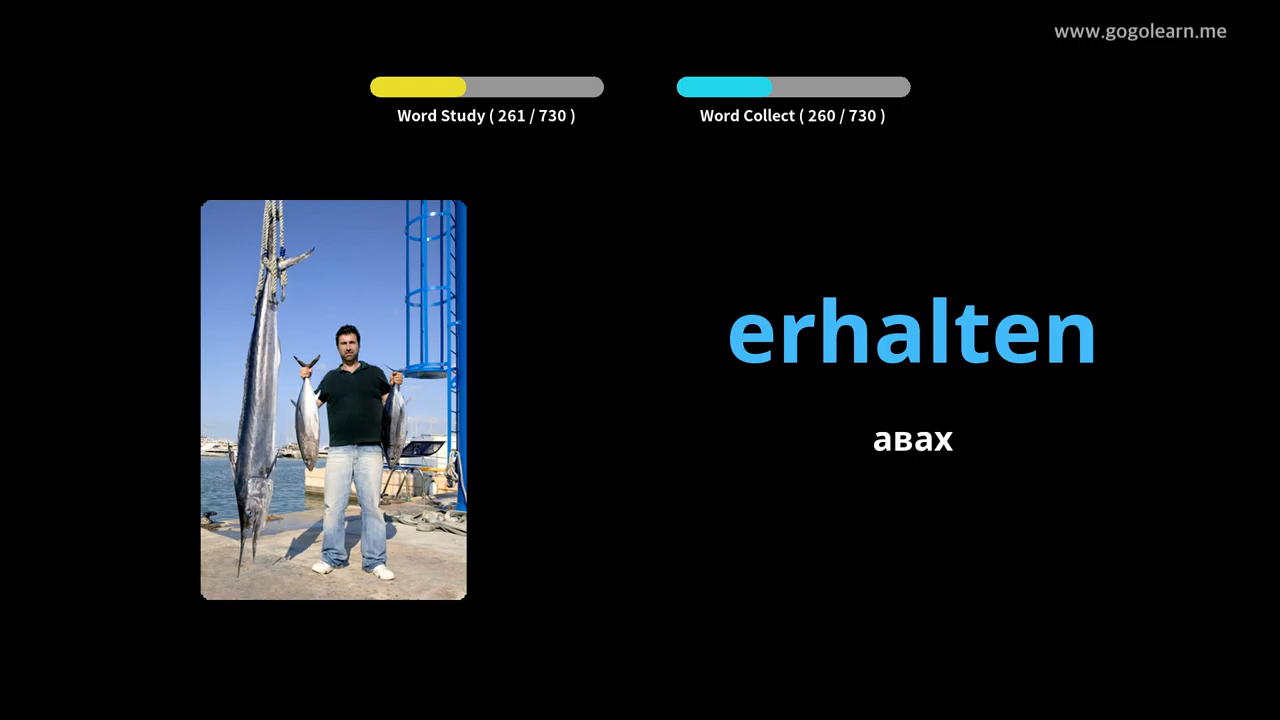 www.gogolearn.me
Word Study ( 261 / 730 )
Word Collect ( 260 / 730 )
erhalten
авах